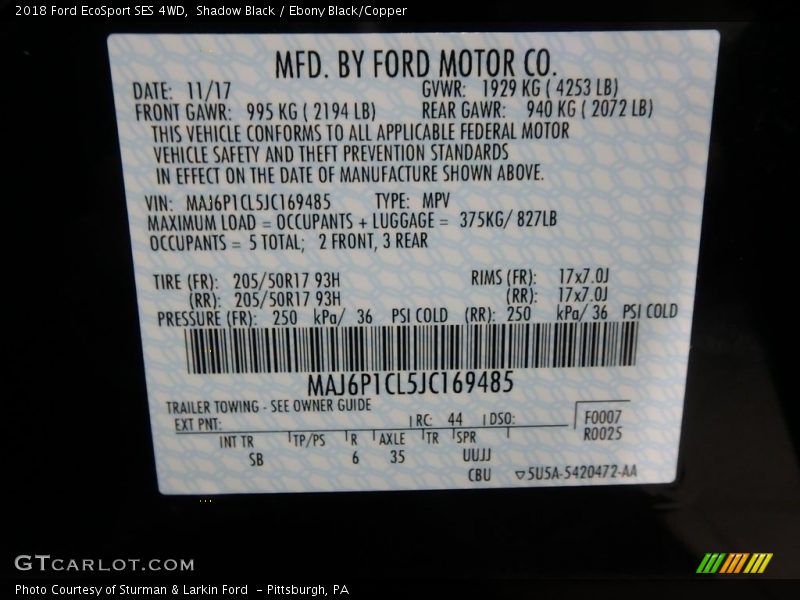 2018 Ford EcoSport SES 4WD, Shadow Black / Ebony Black/Copper
MFD. BY FORD MOTOR CO.
DATE: 11/17 GVWR: 1929 KG ( 4253 LB)
FRONT GAWR: 995 KG ( 2194 LB) REAR GAWR: 940 KG ( 2072 LB)
THIS VEHICLE CONFORMS TO ALL APPLICABLE FEDERAL MOTOR
VEHICLE SAFETY AND THEFT PREVENTION STANDARDS
IN EFFECT ON THE DATE OF MANUFACTURE SHOWN ABOVE.
VIN: MAJ6P1CL5JC169485 TYPE: MPV
MAXIMUM LOAD = OCCUPANTS + LUGGAGE = 375KG/ 827LB
OCCUPANTS = 5 TOTAL; 2 FRONT, 3 REAR
TIRE (FR): 205/50R17 93H RIMS (FR): 17x7.0J
(RR): 205/50R17 93H (RR): 17x7.0J
PRESSURE (FR): 250 kPa/ 36 PSI COLD (RR): 250 kPa/ 36 PSI COLD
MAJ6P1CL5JC169485
TRAILER TOWING - SEE OWNER GUIDE
EXT PNT: RC: 44 DSO: F0007
R0025
INT TR TP/PS R AXLE TR SPR
SB 6 35 UUJJ
CBU ▽5U5A-5420472-AA
GTCARLOT.COM
Photo Courtesy of Sturman & Larkin Ford - Pittsburgh, PA